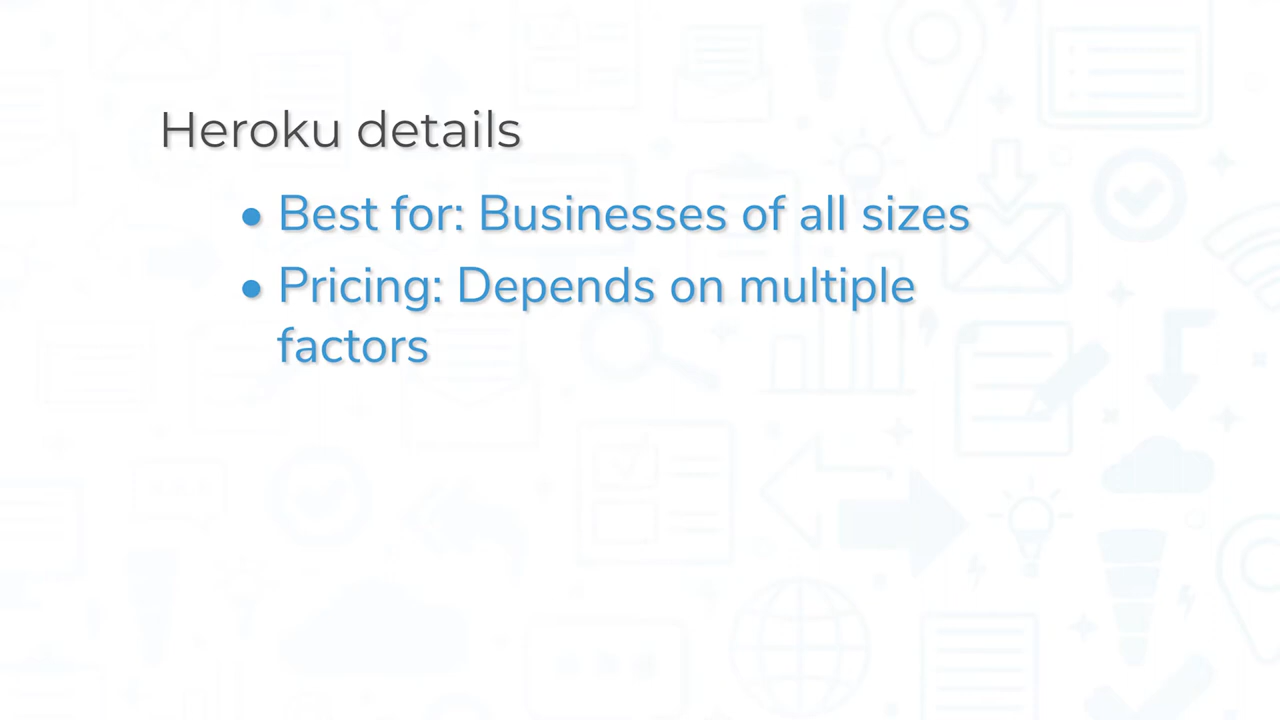 Heroku details
• Best for: Businesses of all sizes
• Pricing: Depends on multiple
factors